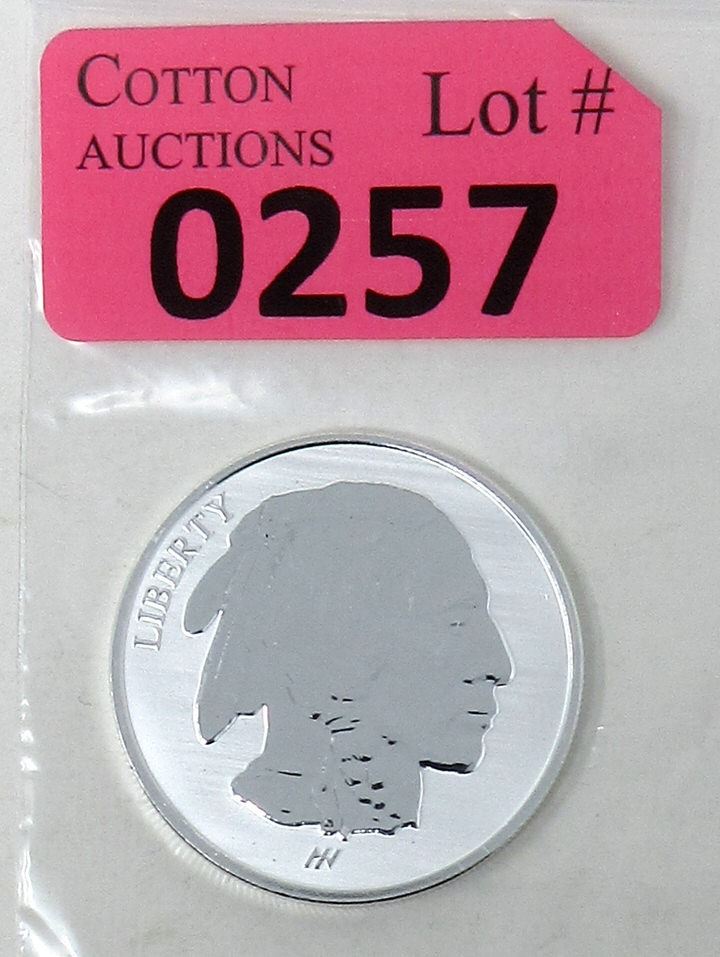 COTTON Lot #
AUCTIONS
0257
LIBERTY
HN